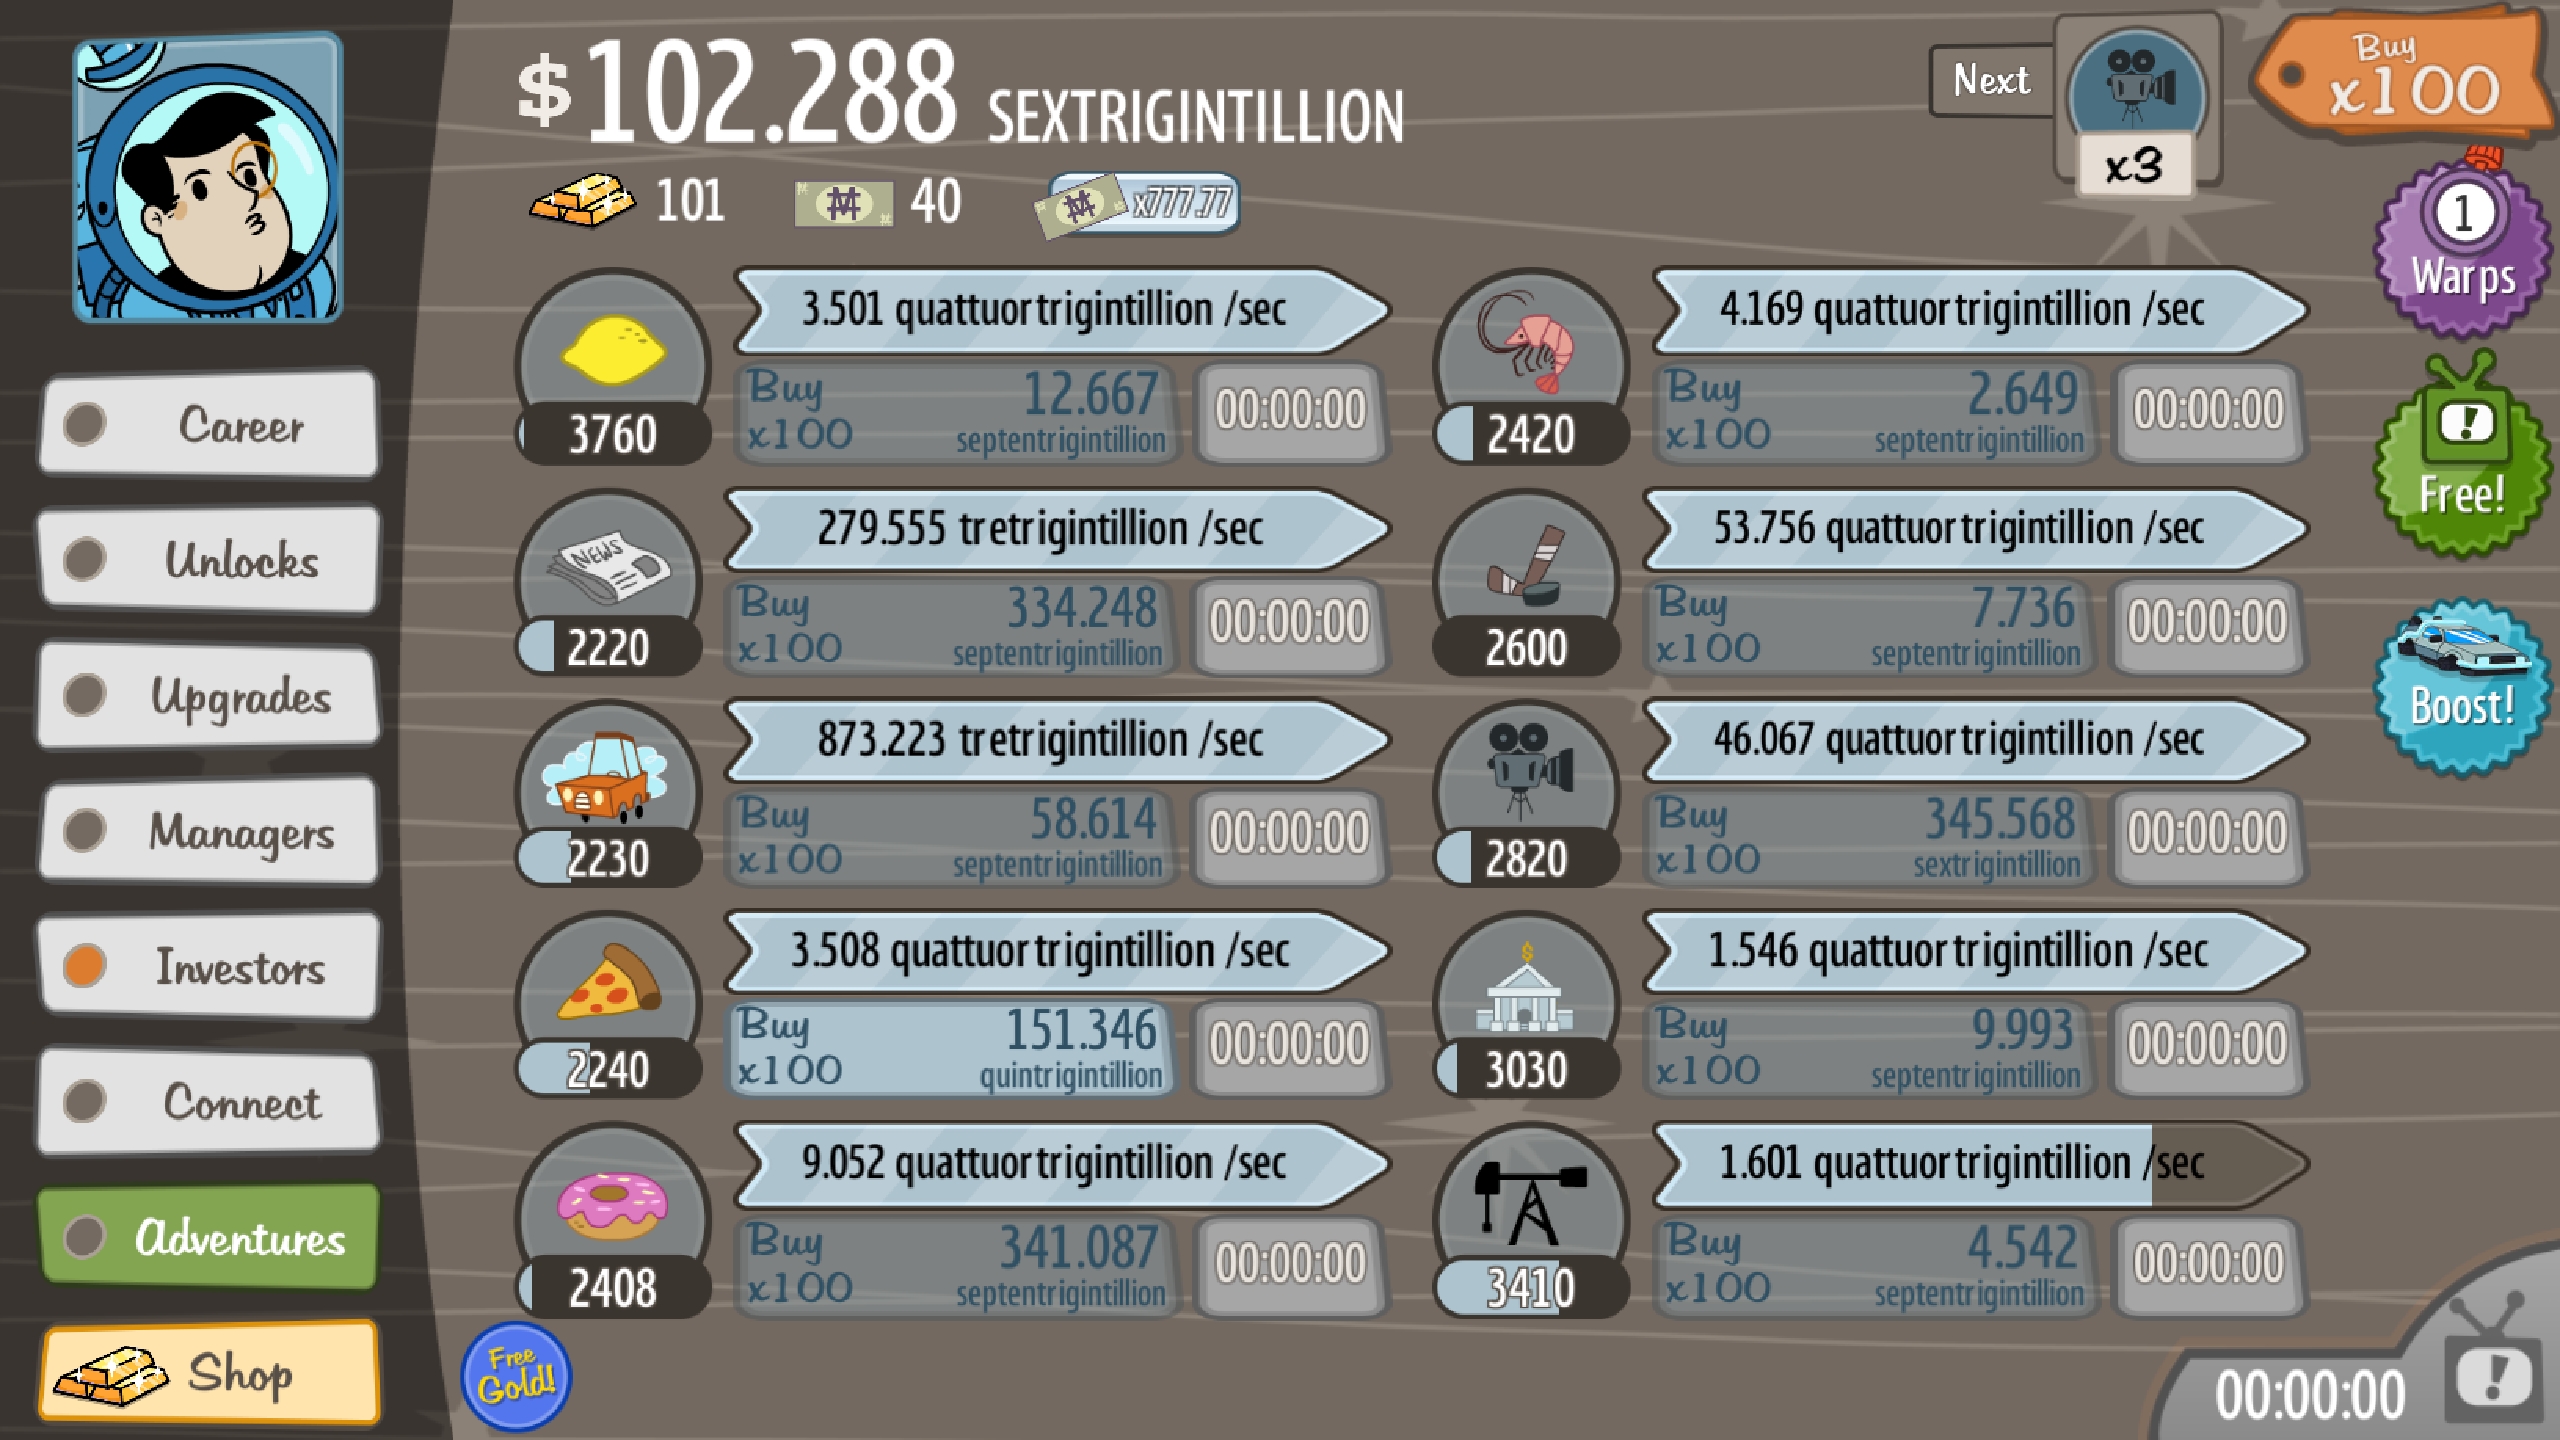 $102.288 SEXTRIGINTILLION
Next
x3
Buy
x100
101
40
x777.77
1
Warps
Free!
Boost!
Career
Unlocks
Upgrades
Managers
Investors
Connect
Adventures
Shop
3760
3.501 quattuortrigintillion /sec
Buy
x100
12.667
septentrigintillion
00:00:00
2420
4.169 quattuortrigintillion /sec
Buy
x100
2.649
septentrigintillion
00:00:00
NEWS
2220
279.555 tretrigintillion /sec
Buy
x100
334.248
septentrigintillion
00:00:00
2600
53.756 quattuortrigintillion /sec
Buy
x100
7.736
septentrigintillion
00:00:00
2230
873.223 tretrigintillion /sec
Buy
x100
58.614
septentrigintillion
00:00:00
2820
46.067 quattuortrigintillion /sec
Buy
x100
345.568
sextrigintillion
00:00:00
2240
3.508 quattuortrigintillion /sec
Buy
x100
151.346
quintrigintillion
00:00:00
$
3030
1.546 quattuortrigintillion /sec
Buy
x100
9.993
septentrigintillion
00:00:00
2408
9.052 quattuortrigintillion /sec
Buy
x100
341.087
septentrigintillion
00:00:00
3410
1.601 quattuortrigintillion /sec
Buy
x100
4.542
septentrigintillion
00:00:00
Free
Gold!
00:00:00
!